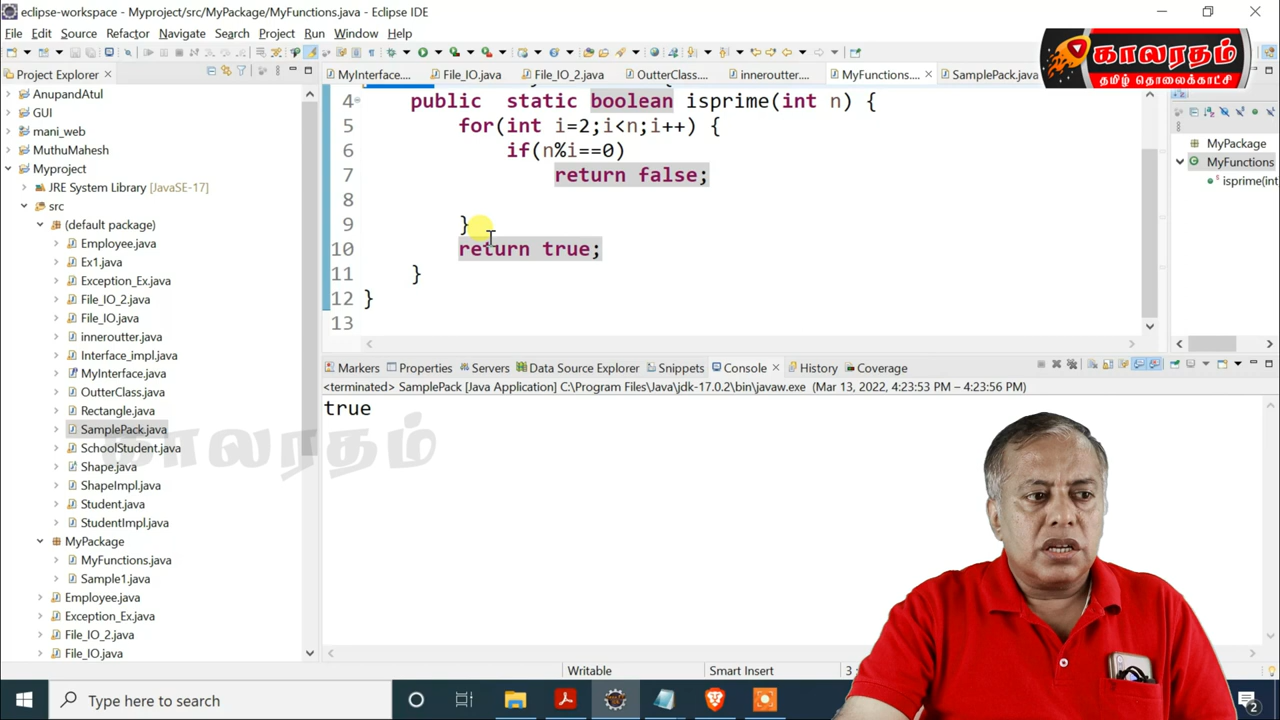 eclipse-workspace - Myproject/src/MyPackage/MyFunctions.java - Eclipse IDE
File Edit Source Refactor Navigate Search Project Run Window Help
காலரதம்
தமிழ் தொலைக்காட்சி
Project Explorer
MyInterface.... File_IO.java File_IO_2.java OutterClass.... inneroutter.... MyFunctions.... SamplePack.java
AnupandAtul
GUI
mani_web
MuthuMahesh
Myproject
JRE System Library [JavaSE-17]
src
(default package)
Employee.java
Ex1.java
Exception_Ex.java
File_IO_2.java
File_IO.java
inneroutter.java
Interface_impl.java
MyInterface.java
OutterClass.java
Rectangle.java
SamplePack.java
SchoolStudent.java
Shape.java
ShapeImpl.java
Student.java
StudentImpl.java
MyPackage
MyFunctions.java
Sample1.java
Employee.java
Exception_Ex.java
File_IO_2.java
File_IO.java
4 public static boolean isprime(int n) {
5 for(int i=2;i<n;i++) {
6 if(n%i==0)
7 return false;
8
9 }
10 return true;
11 }
12 }
13
MyPackage
MyFunctions
isprime(int
Markers Properties Servers Data Source Explorer Snippets Console History Coverage
<terminated> SamplePack [Java Application] C:\Program Files\Java\jdk-17.0.2\bin\javaw.exe (Mar 13, 2022, 4:23:53 PM – 4:23:56 PM)
true
காலரதம்
Writable Smart Insert
Type here to search
2